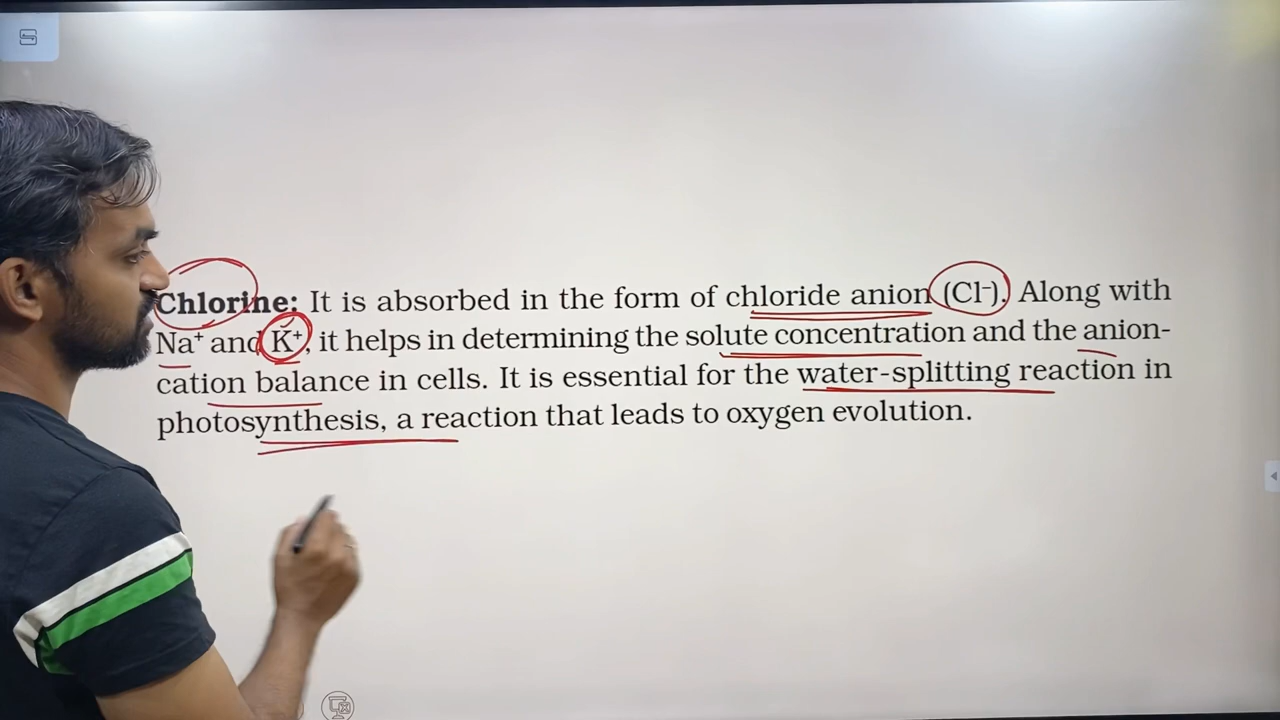 Chlorine: It is absorbed in the form of chloride anion (Cl⁻). Along with
Na⁺ and K⁺, it helps in determining the solute concentration and the anion-
cation balance in cells. It is essential for the water-splitting reaction in
photosynthesis, a reaction that leads to oxygen evolution.